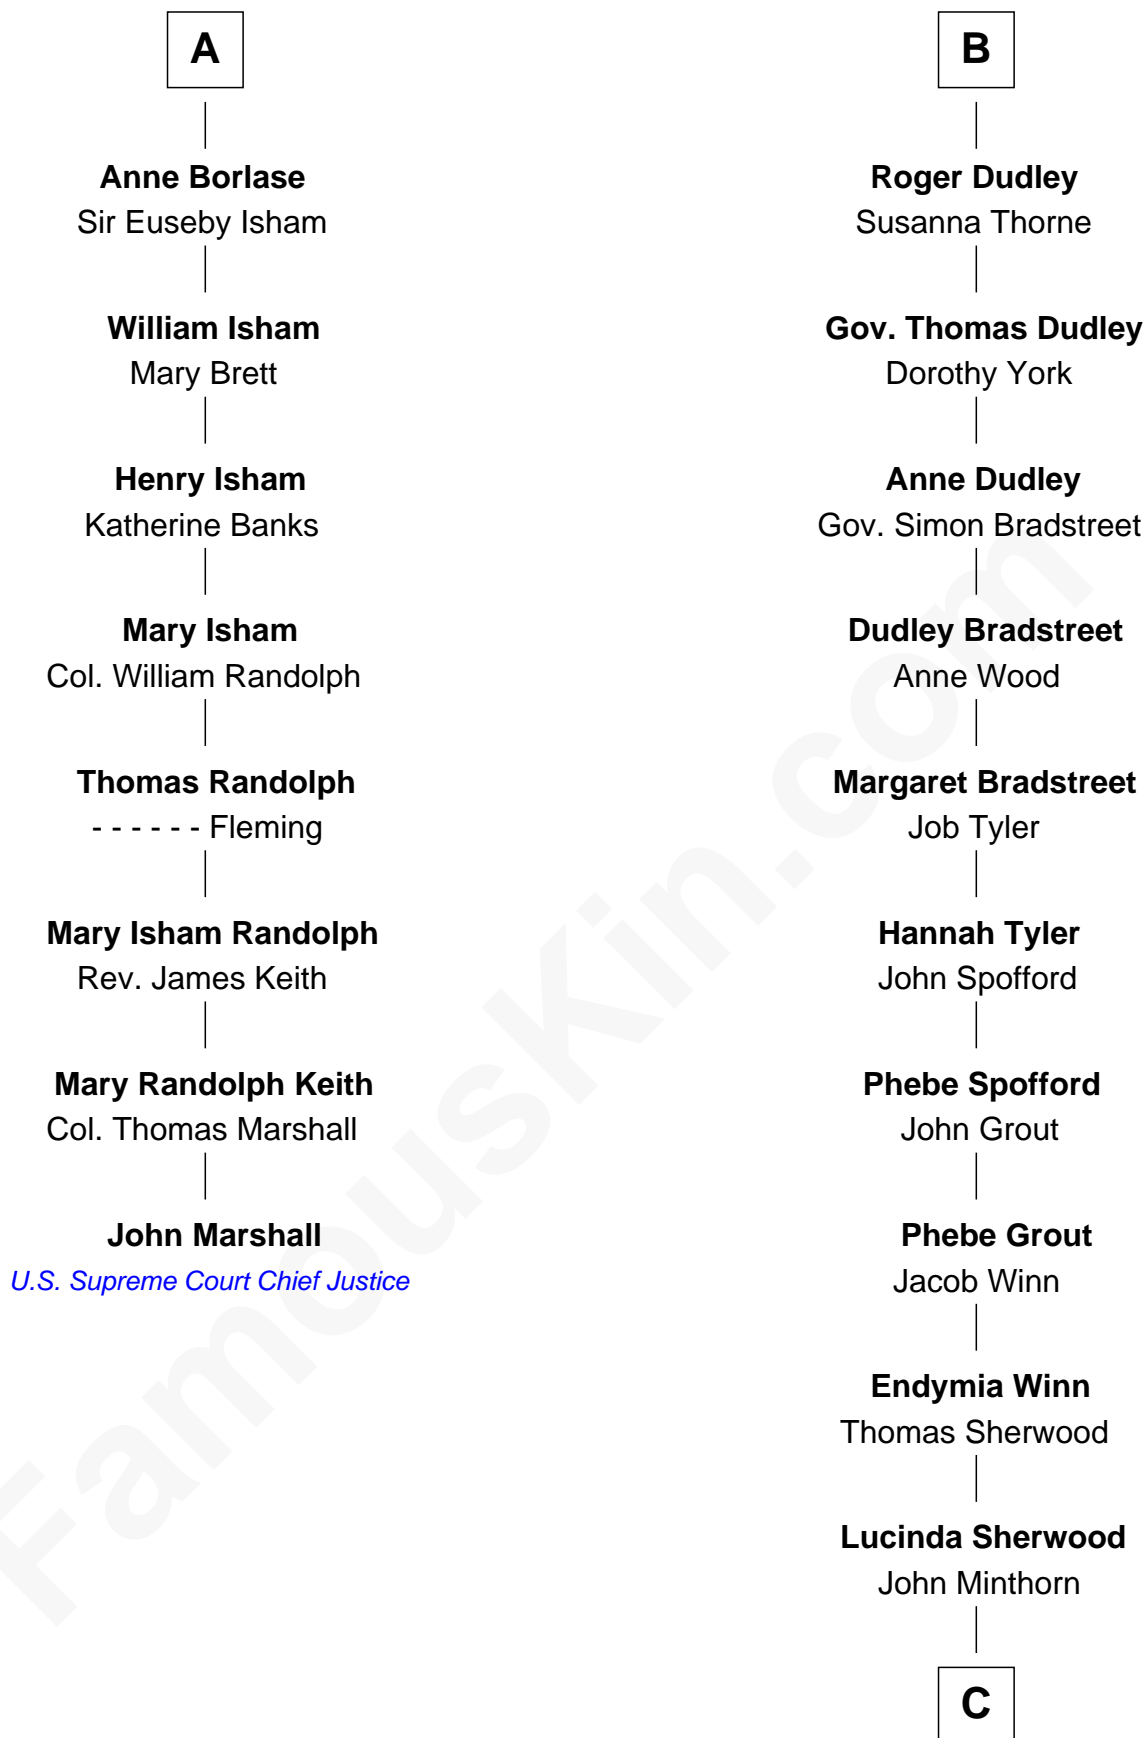 A
Anne Borlase
Sir Euseby Isham
William Isham
Mary Brett
Henry Isham
Katherine Banks
Mary Isham
Col. William Randolph
Thomas Randolph
- - - - - - Fleming
Mary Isham Randolph
Rev. James Keith
Mary Randolph Keith
Col. Thomas Marshall
John Marshall
U.S. Supreme Court Chief Justice
B
Roger Dudley
Susanna Thorne
Gov. Thomas Dudley
Dorothy York
Anne Dudley
Gov. Simon Bradstreet
Dudley Bradstreet
Anne Wood
Margaret Bradstreet
Job Tyler
Hannah Tyler
John Spofford
Phebe Spofford
John Grout
Phebe Grout
Jacob Winn
Endymia Winn
Thomas Sherwood
Lucinda Sherwood
John Minthorn
C
FamousKin.com